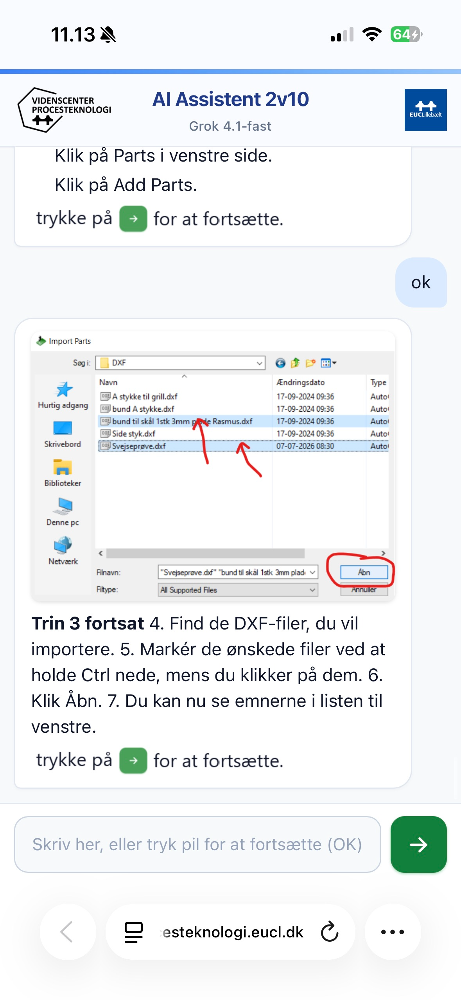 11.13
64
VIDENSCENTER
PROCESTEKNOLOGI
AI Assistent 2v10
Grok 4.1-fast
EUCLillebælt
Klik på Parts i venstre side.
Klik på Add Parts.
trykke på → for at fortsætte.
ok
Import Parts
Søg i: DXF
Navn Ændringsdato Type
A stykke til grill.dxf 17-09-2024 09:36 Auto
bund A stykke.dxf 17-09-2024 09:36 Auto
bund til skål 1stk 3mm plade Rasmus.dxf 17-09-2024 09:36 Auto
Side styk.dxf 17-09-2024 09:36 Auto
Svejseprøve.dxf 07-07-2026 08:30 Auto
Hurtig adgang
Skrivebord
Biblioteker
Denne pc
Netværk
Filnavn: "Svejseprøve.dxf" "bund til skål 1stk 3mm plad Åbn
Filtype: All Supported Files Annuller
Trin 3 fortsat 4. Find de DXF-filer, du vil
importere. 5. Markér de ønskede filer ved at
holde Ctrl nede, mens du klikker på dem. 6.
Klik Åbn. 7. Du kan nu se emnerne i listen til
venstre.
trykke på → for at fortsætte.
Skriv her, eller tryk pil for at fortsætte (OK)
esteknologi.eucl.dk